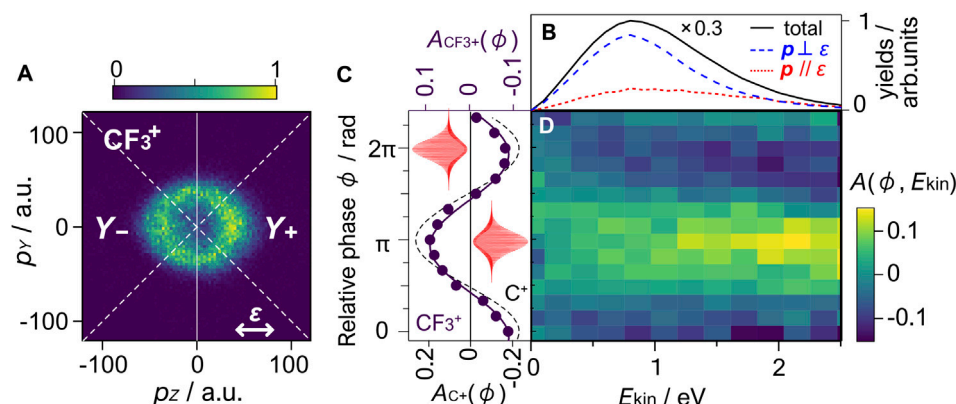 A
0
1
CF3+
100
0
-100
pY / a.u.
Y−
Y+
ε
-100
0
100
pZ / a.u.
C
ACF3+(ϕ)
0.1
0
-0.1
Relative phase ϕ / rad
2π
π
0
CF3+
C+
0.2
0
-0.2
AC+(ϕ)
B
×0.3
total
p ⊥ ε
p // ε
1
0
yields /
arb.units
D
0
1
2
Ekin / eV
A(ϕ, Ekin)
0.1
0
-0.1